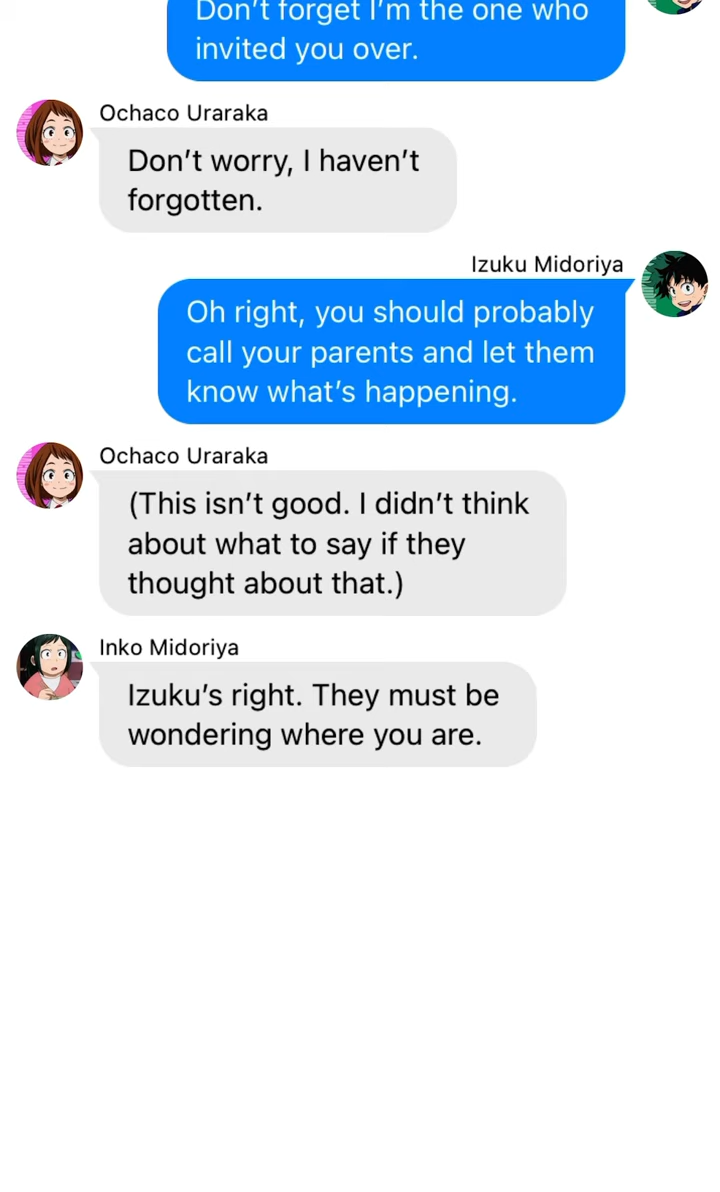 Don't forget I'm the one who
invited you over.
Ochaco Uraraka
Don't worry, I haven't
forgotten.
Izuku Midoriya
Oh right, you should probably
call your parents and let them
know what's happening.
Ochaco Uraraka
(This isn't good. I didn't think
about what to say if they
thought about that.)
Inko Midoriya
Izuku's right. They must be
wondering where you are.